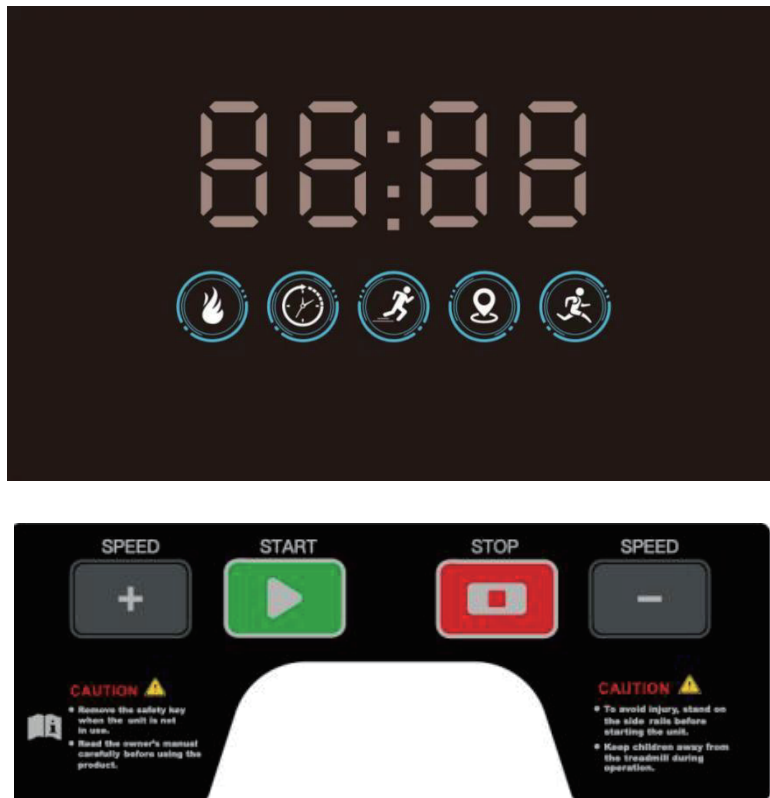 88:88
SPEED
START
STOP
SPEED
+
-
CAUTION
• Remove the safety key
when the unit is not
in use.
• Read the owner's manual
carefully before using the
product.
CAUTION
• To avoid injury, stand on
the side rails before
starting the unit.
• Keep children away from
the treadmill during
operation.